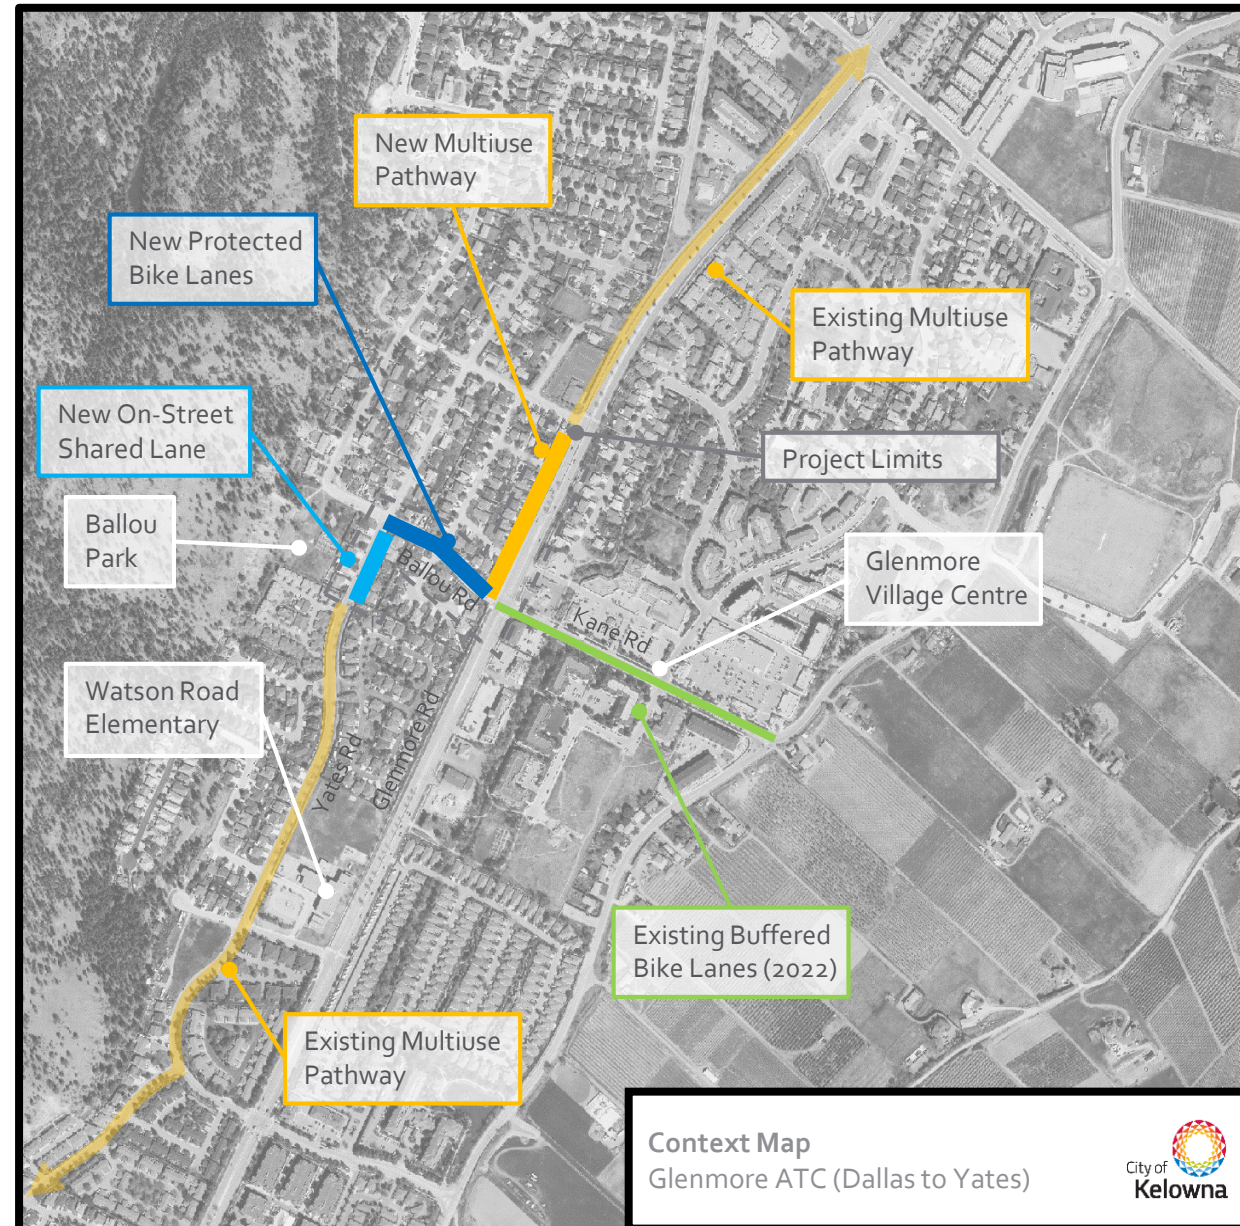 New Multiuse
Pathway
New Protected
Bike Lanes
Existing Multiuse
Pathway
New On-Street
Shared Lane
Project Limits
Ballou
Park
Ballou Rd
Glenmore
Village Centre
Kane Rd
Watson Road
Elementary
Yates Rd
Glenmore Rd
Existing Buffered
Bike Lanes (2022)
Existing Multiuse
Pathway
Context Map
Glenmore ATC (Dallas to Yates)
City of
Kelowna